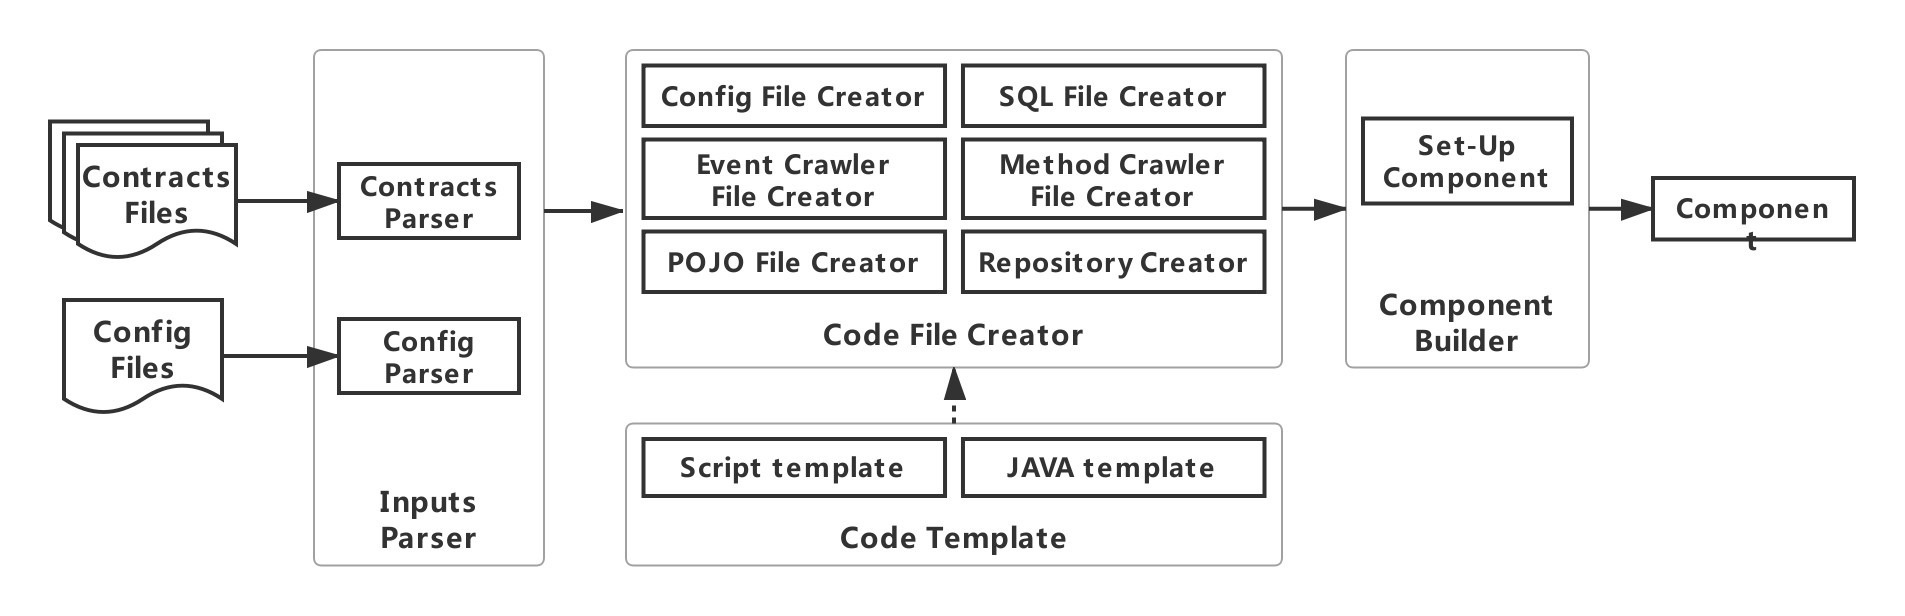 Contracts
Files
Config
Files
Contracts
Parser
Config
Parser
Inputs
Parser
Config File Creator
SQL File Creator
Event Crawler
File Creator
Method Crawler
File Creator
POJO File Creator
Repository Creator
Code File Creator
Script template
JAVA template
Code Template
Set-Up
Component
Component
Builder
Componen
t